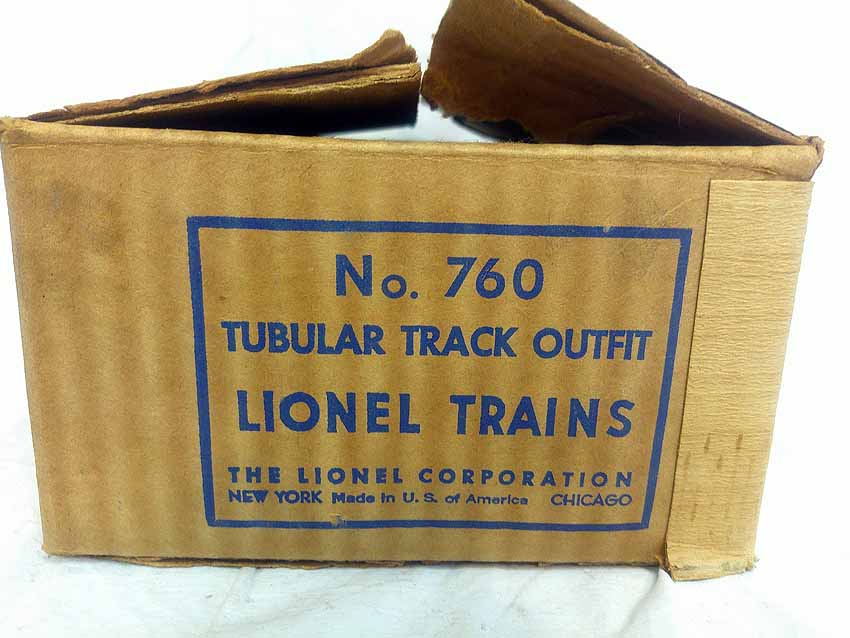 No. 760
TUBULAR TRACK OUTFIT
LIONEL TRAINS
THE LIONEL CORPORATION
NEW YORK Made in U. S. of America CHICAGO